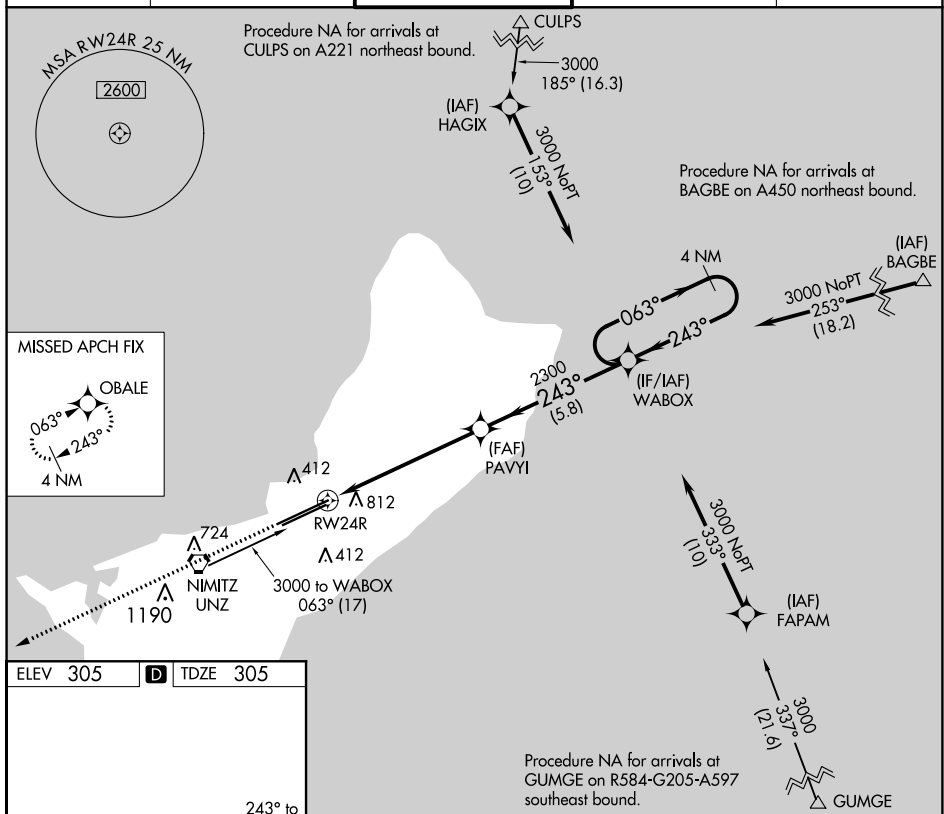 Procedure NA for arrivals at
CULPS on A221 northeast bound.
CULPS
3000
185° (16.3)
MSA RW24R 25 NM
2600
(IAF)
HAGIX
3000 NoPT
153°
(10)
Procedure NA for arrivals at
BAGBE on A450 northeast bound.
(IAF)
BAGBE
3000 NoPT
253°
(18.2)
4 NM
063°
243°
(IF/IAF)
WABOX
2300
243°
(5.8)
(FAF)
PAVYI
MISSED APCH FIX
OBALE
063°
243°
4 NM
412
812
RW24R
724
412
NIMITZ
UNZ
3000 to WABOX
063° (17)
1190
3000 NoPT
333°
(10)
(IAF)
FAPAM
3000
337°
(21.6)
GUMGE
Procedure NA for arrivals at
GUMGE on R584-G205-A597
southeast bound.
ELEV 305 D TDZE 305
243° to